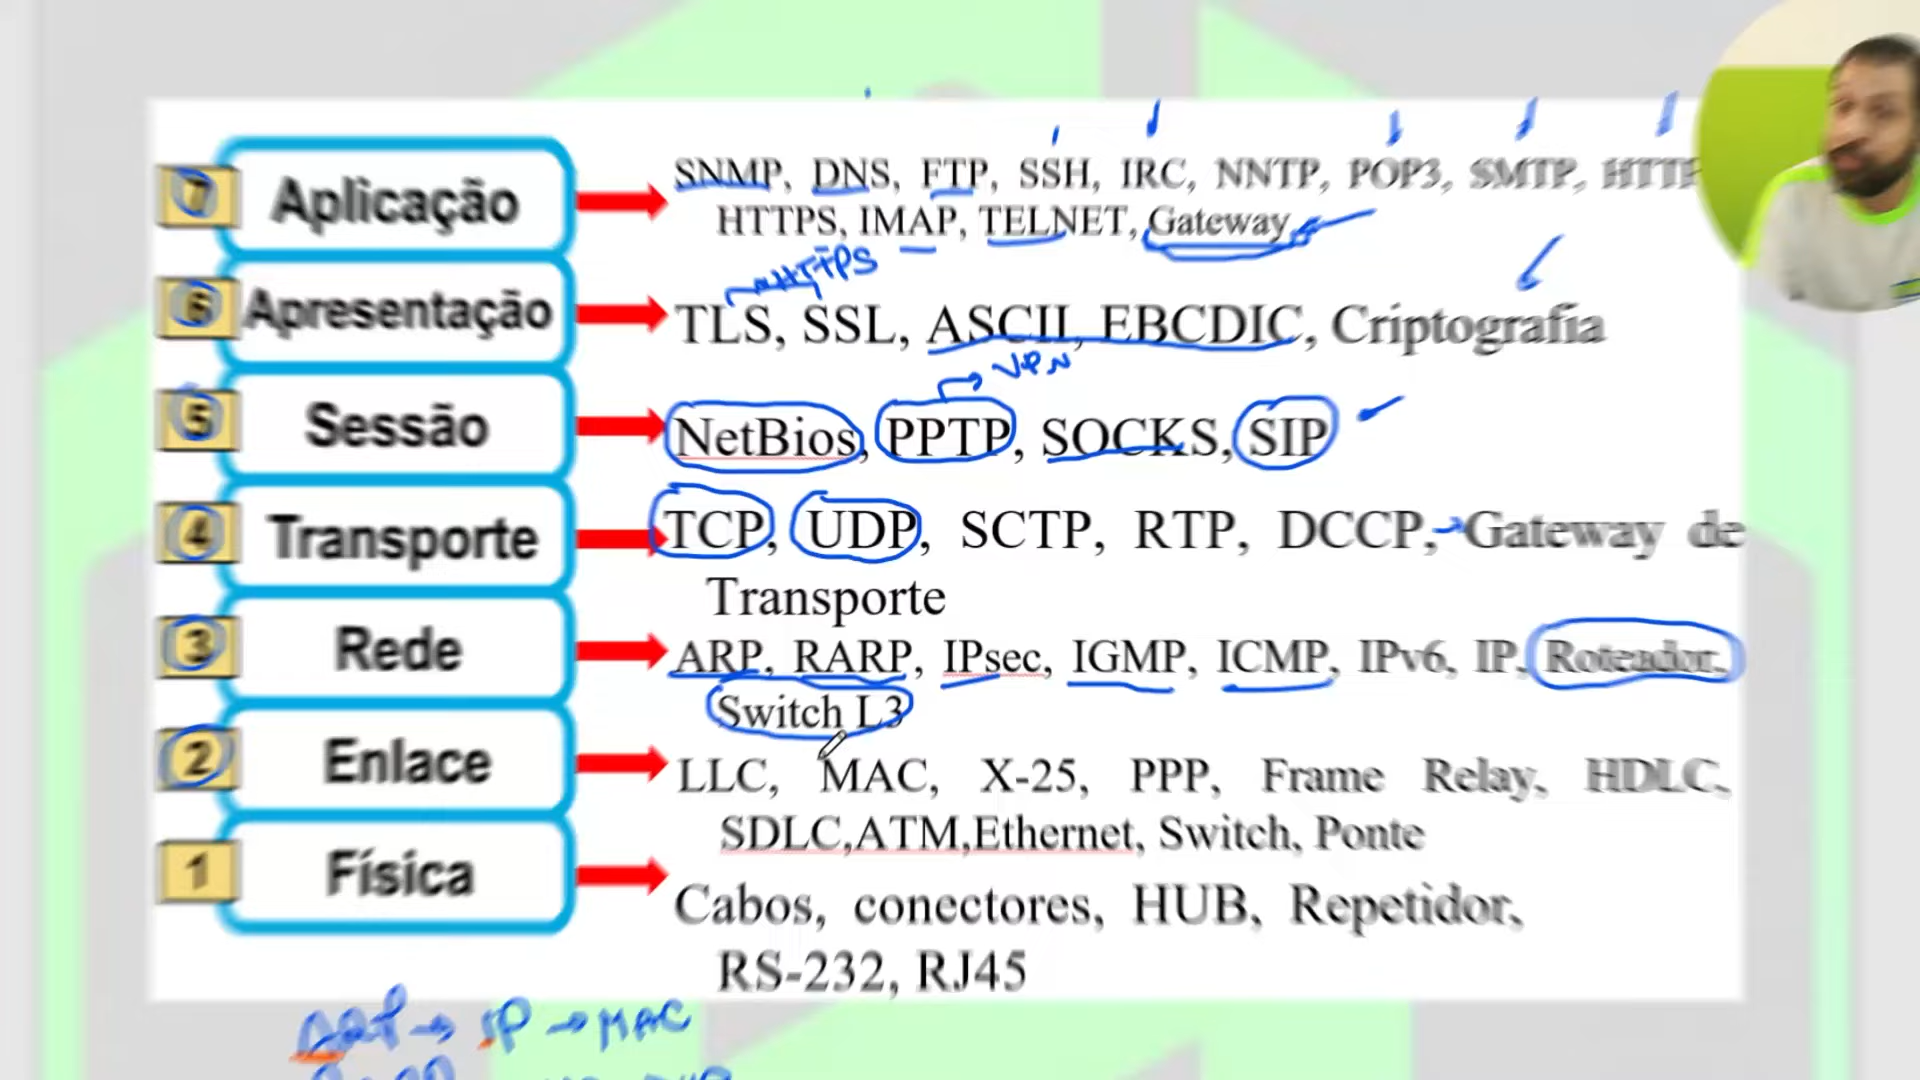 7 Aplicação
SNMP, DNS, FTP, SSH, IRC, NNTP, POP3, SMTP, HTTP
HTTPS, IMAP, TELNET, Gateway
HTTPS
6 Apresentação
TLS, SSL, ASCII, EBCDIC, Criptografia
VPN
5 Sessão
NetBios, PPTP, SOCKS, SIP
4 Transporte
TCP, UDP, SCTP, RTP, DCCP, Gateway de
Transporte
3 Rede
ARP, RARP, IPsec, IGMP, ICMP, IPv6, IP, Roteador,
Switch L3
2 Enlace
LLC, MAC, X-25, PPP, Frame Relay, HDLC,
SDLC,ATM,Ethernet, Switch, Ponte
1 Física
Cabos, conectores, HUB, Repetidor,
RS-232, RJ45
ARP → IP → MAC